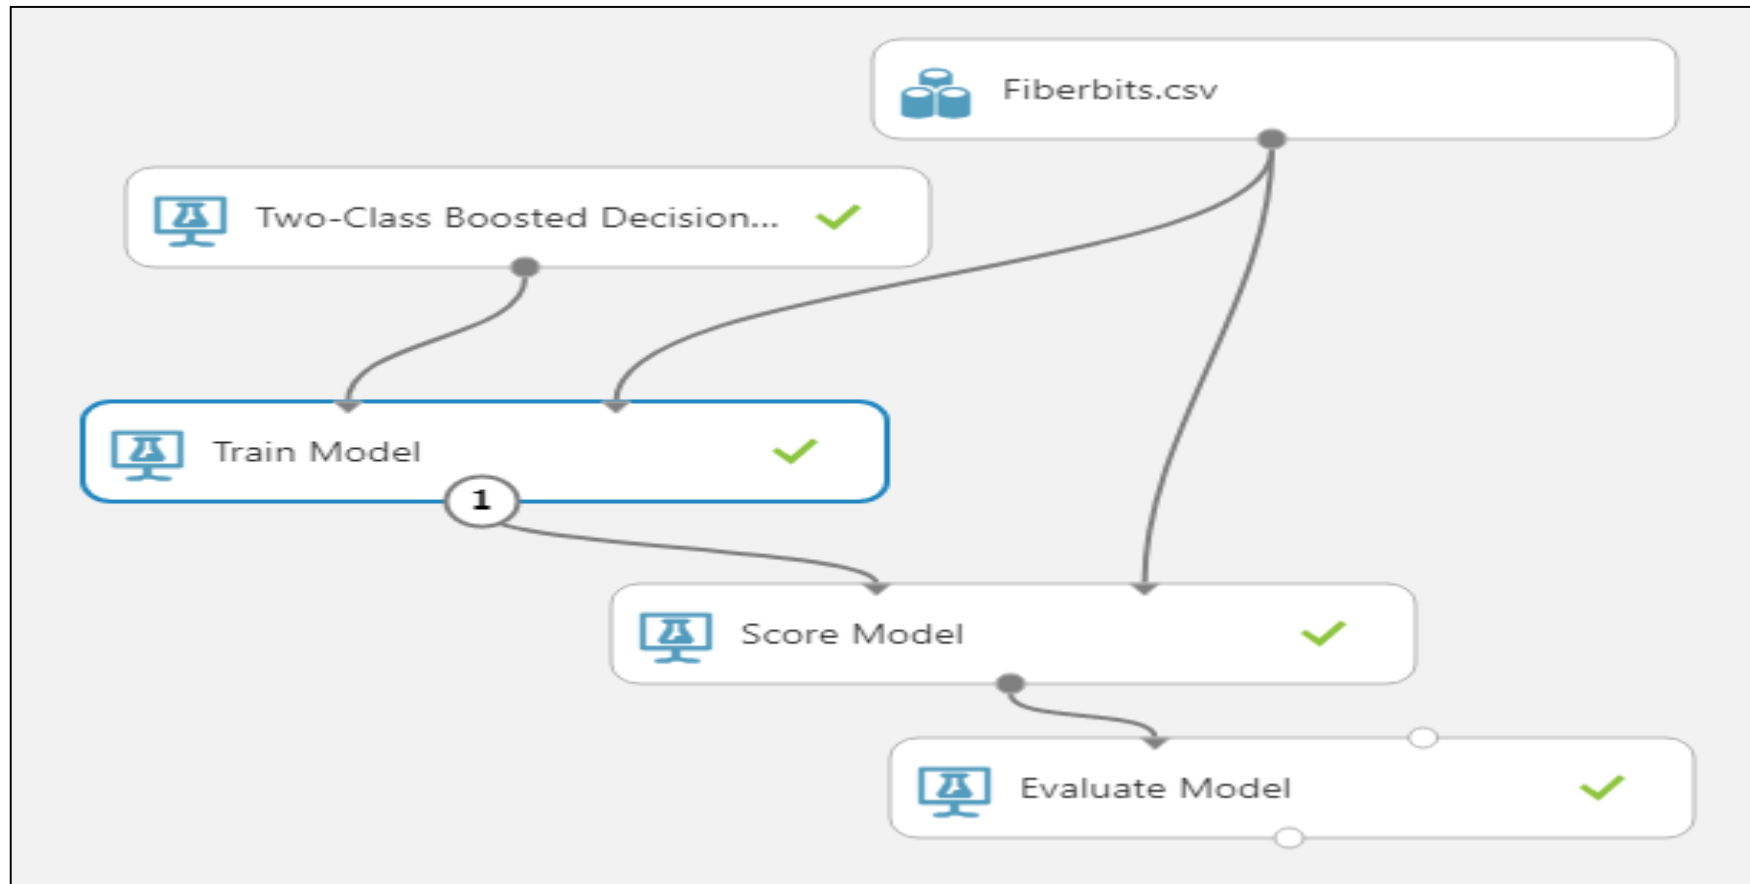 Fiberbits.csv
Two-Class Boosted Decision...
Train Model
1
Score Model
Evaluate Model